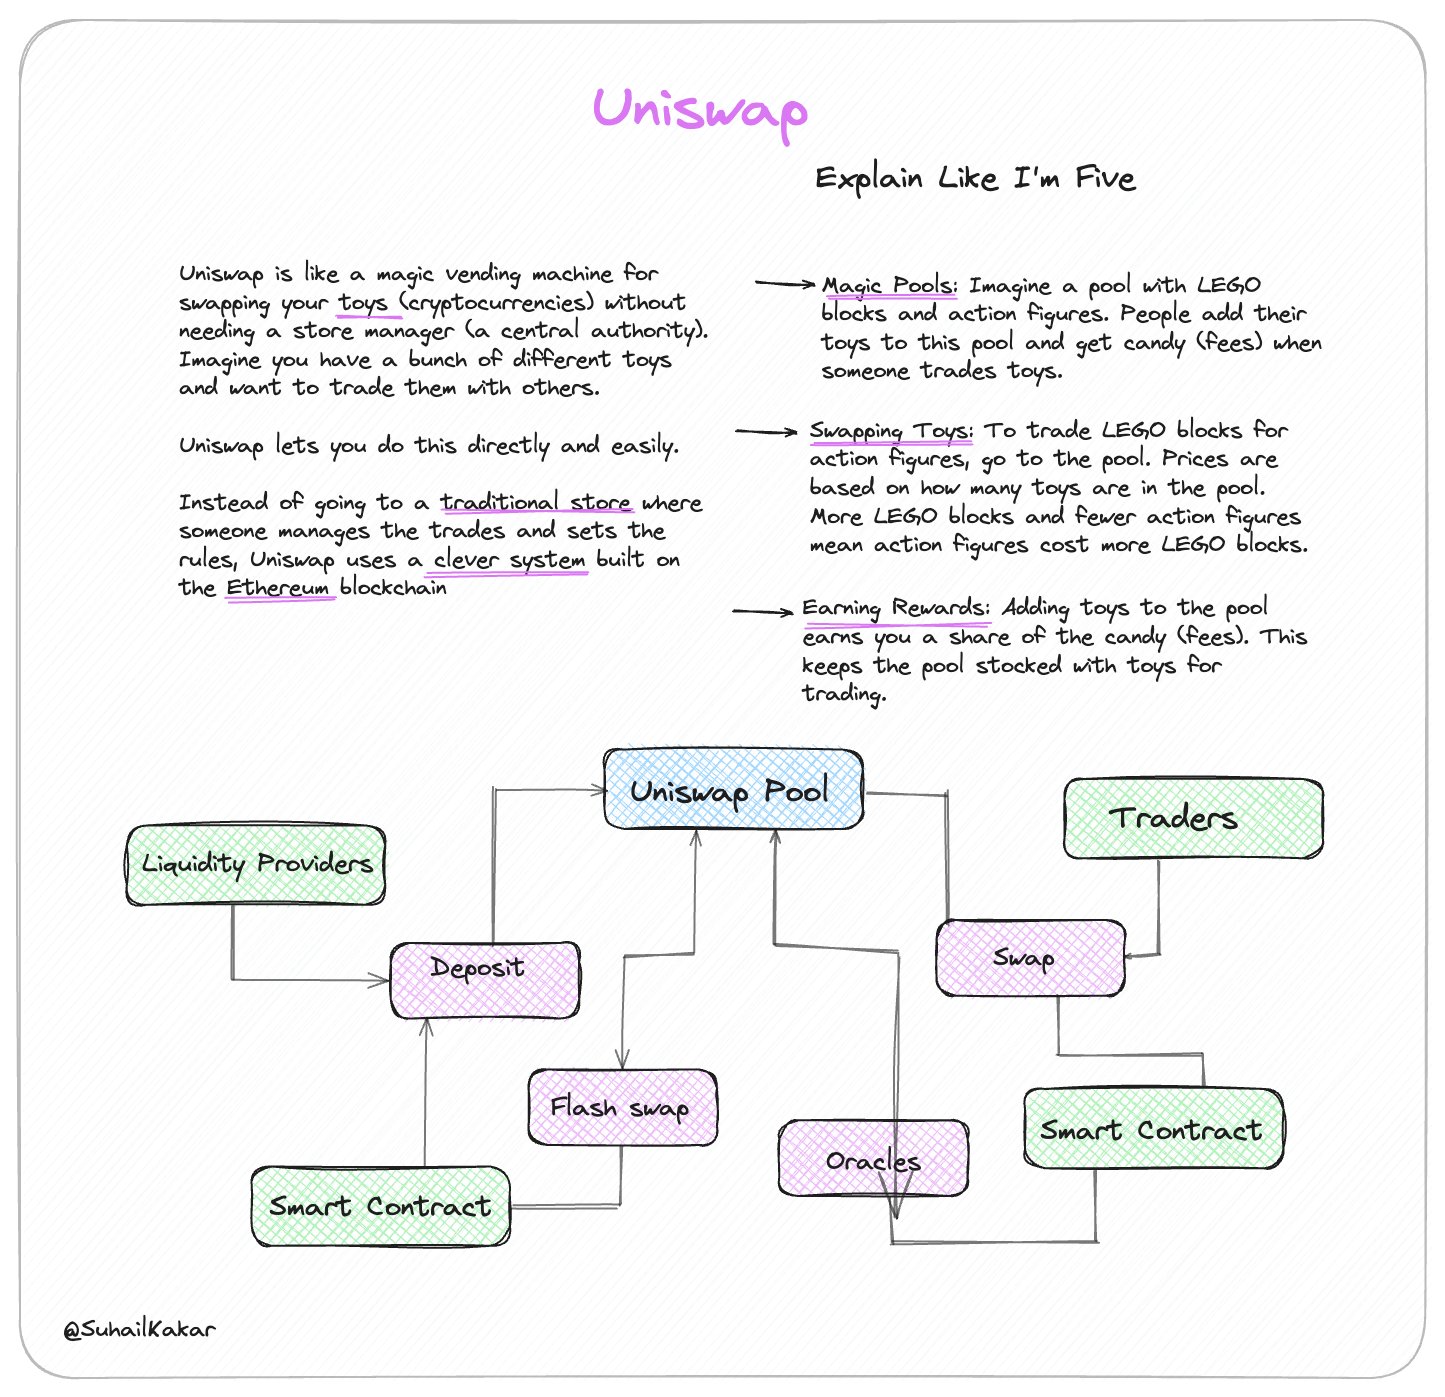 Uniswap
Explain Like I'm Five
Uniswap is like a magic vending machine for
swapping your toys (cryptocurrencies) without
needing a store manager (a central authority).
Imagine you have a bunch of different toys
and want to trade them with others.
Uniswap lets you do this directly and easily.
Instead of going to a traditional store where
someone manages the trades and sets the
rules, Uniswap uses a clever system built on
the Ethereum blockchain
Magic Pools: Imagine a pool with LEGO
blocks and action figures. People add their
toys to this pool and get candy (fees) when
someone trades toys.
Swapping Toys: To trade LEGO blocks for
action figures, go to the pool. Prices are
based on how many toys are in the pool.
More LEGO blocks and fewer action figures
mean action figures cost more LEGO blocks.
Earning Rewards: Adding toys to the pool
earns you a share of the candy (fees). This
keeps the pool stocked with toys for
trading.
Uniswap Pool
Traders
Liquidity Providers
Deposit
Swap
Flash swap
Oracles
Smart Contract
Smart Contract
@SuhailKakar